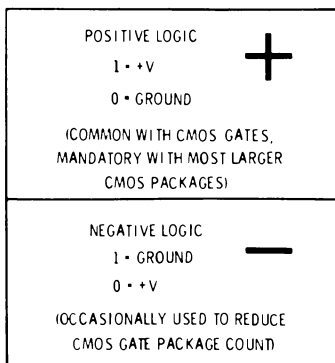 POSITIVE LOGIC
1 = +V
0 = GROUND
(COMMON WITH CMOS GATES,
MANDATORY WITH MOST LARGER
CMOS PACKAGES)
NEGATIVE LOGIC
1 = GROUND
0 = +V
(OCCASIONALLY USED TO REDUCE
CMOS GATE PACKAGE COUNT)